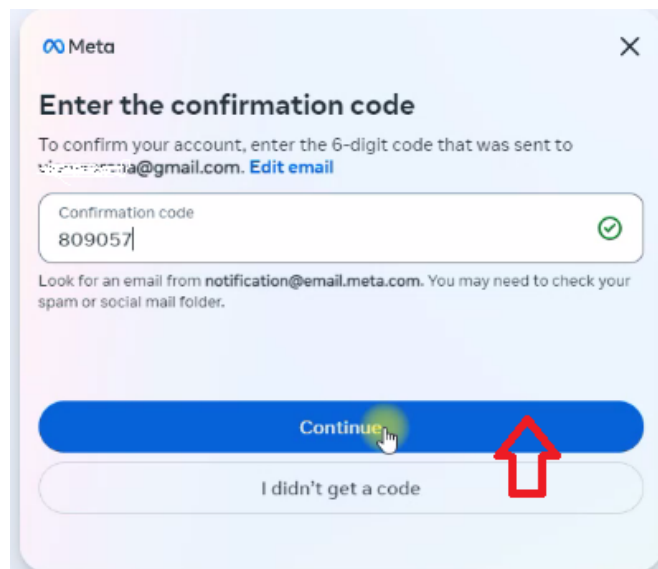 Meta
Enter the confirmation code
To confirm your account, enter the 6-digit code that was sent to
a@gmail.com. Edit email
Confirmation code
809057
Look for an email from notification@email.meta.com. You may need to check your
spam or social mail folder.
Continue
I didn't get a code